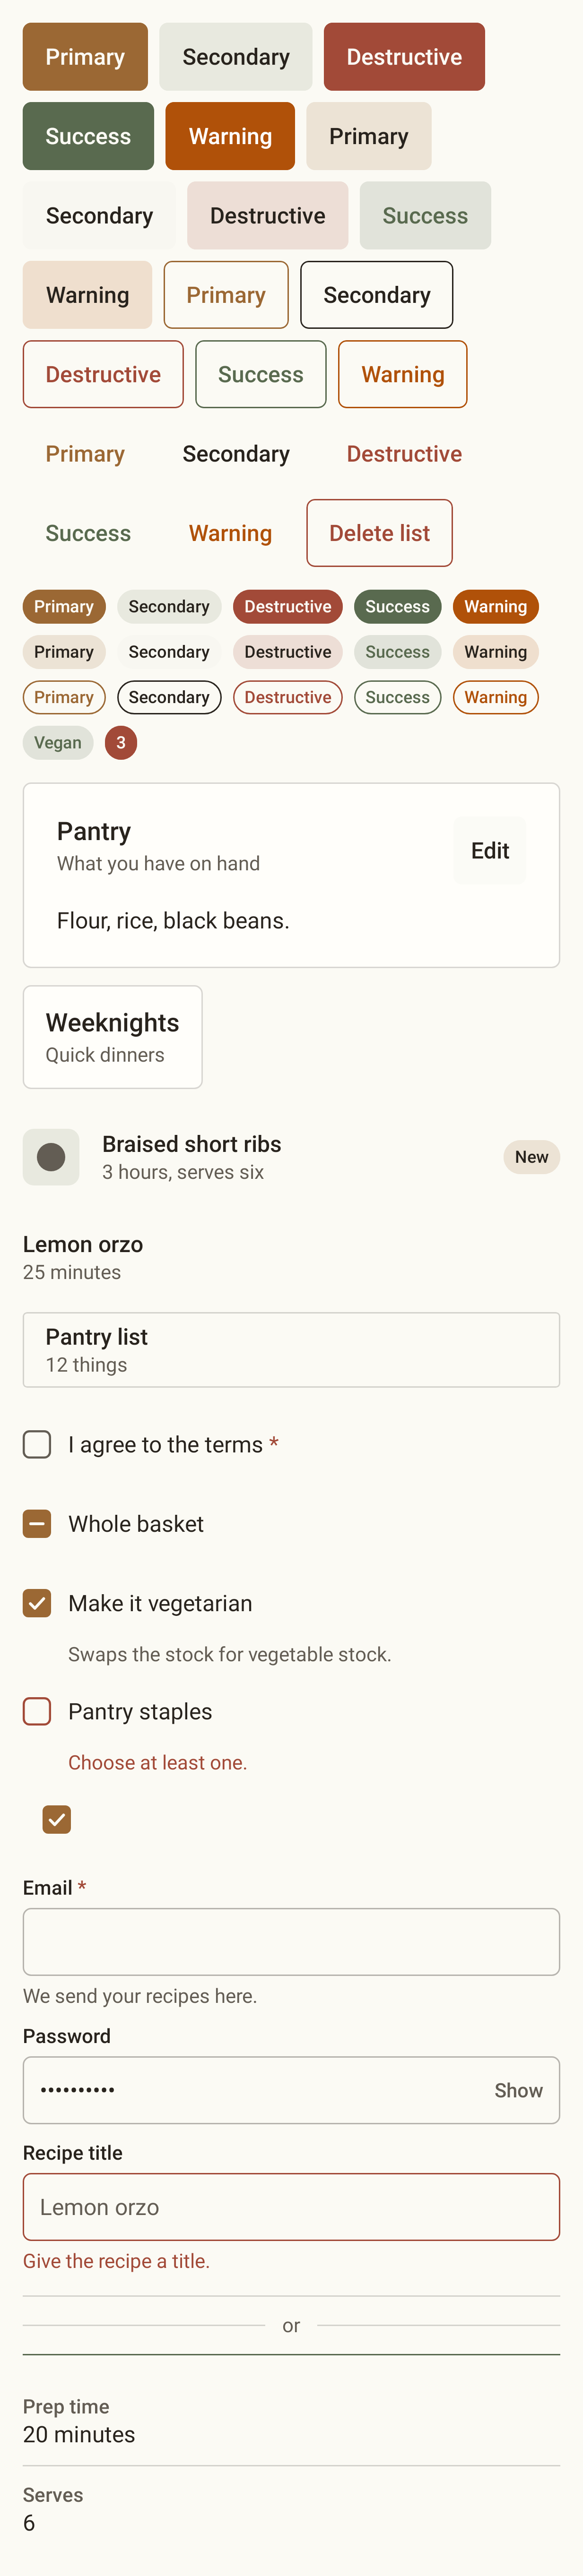 Primary Secondary Destructive
Success Warning Primary
Secondary Destructive Success
Warning Primary Secondary
Destructive Success Warning
Primary Secondary Destructive
Success Warning Delete list
Primary Secondary Destructive Success Warning
Primary Secondary Destructive Success Warning
Primary Secondary Destructive Success Warning
Vegan 3
Pantry
What you have on hand
Edit
Flour, rice, black beans.
Weeknights
Quick dinners
Braised short ribs
3 hours, serves six
New
Lemon orzo
25 minutes
Pantry list
12 things
I agree to the terms *
Whole basket
Make it vegetarian
Swaps the stock for vegetable stock.
Pantry staples
Choose at least one.
Email *
We send your recipes here.
Password
•••••••••• Show
Recipe title
Lemon orzo
Give the recipe a title.
or
Prep time
20 minutes
Serves
6